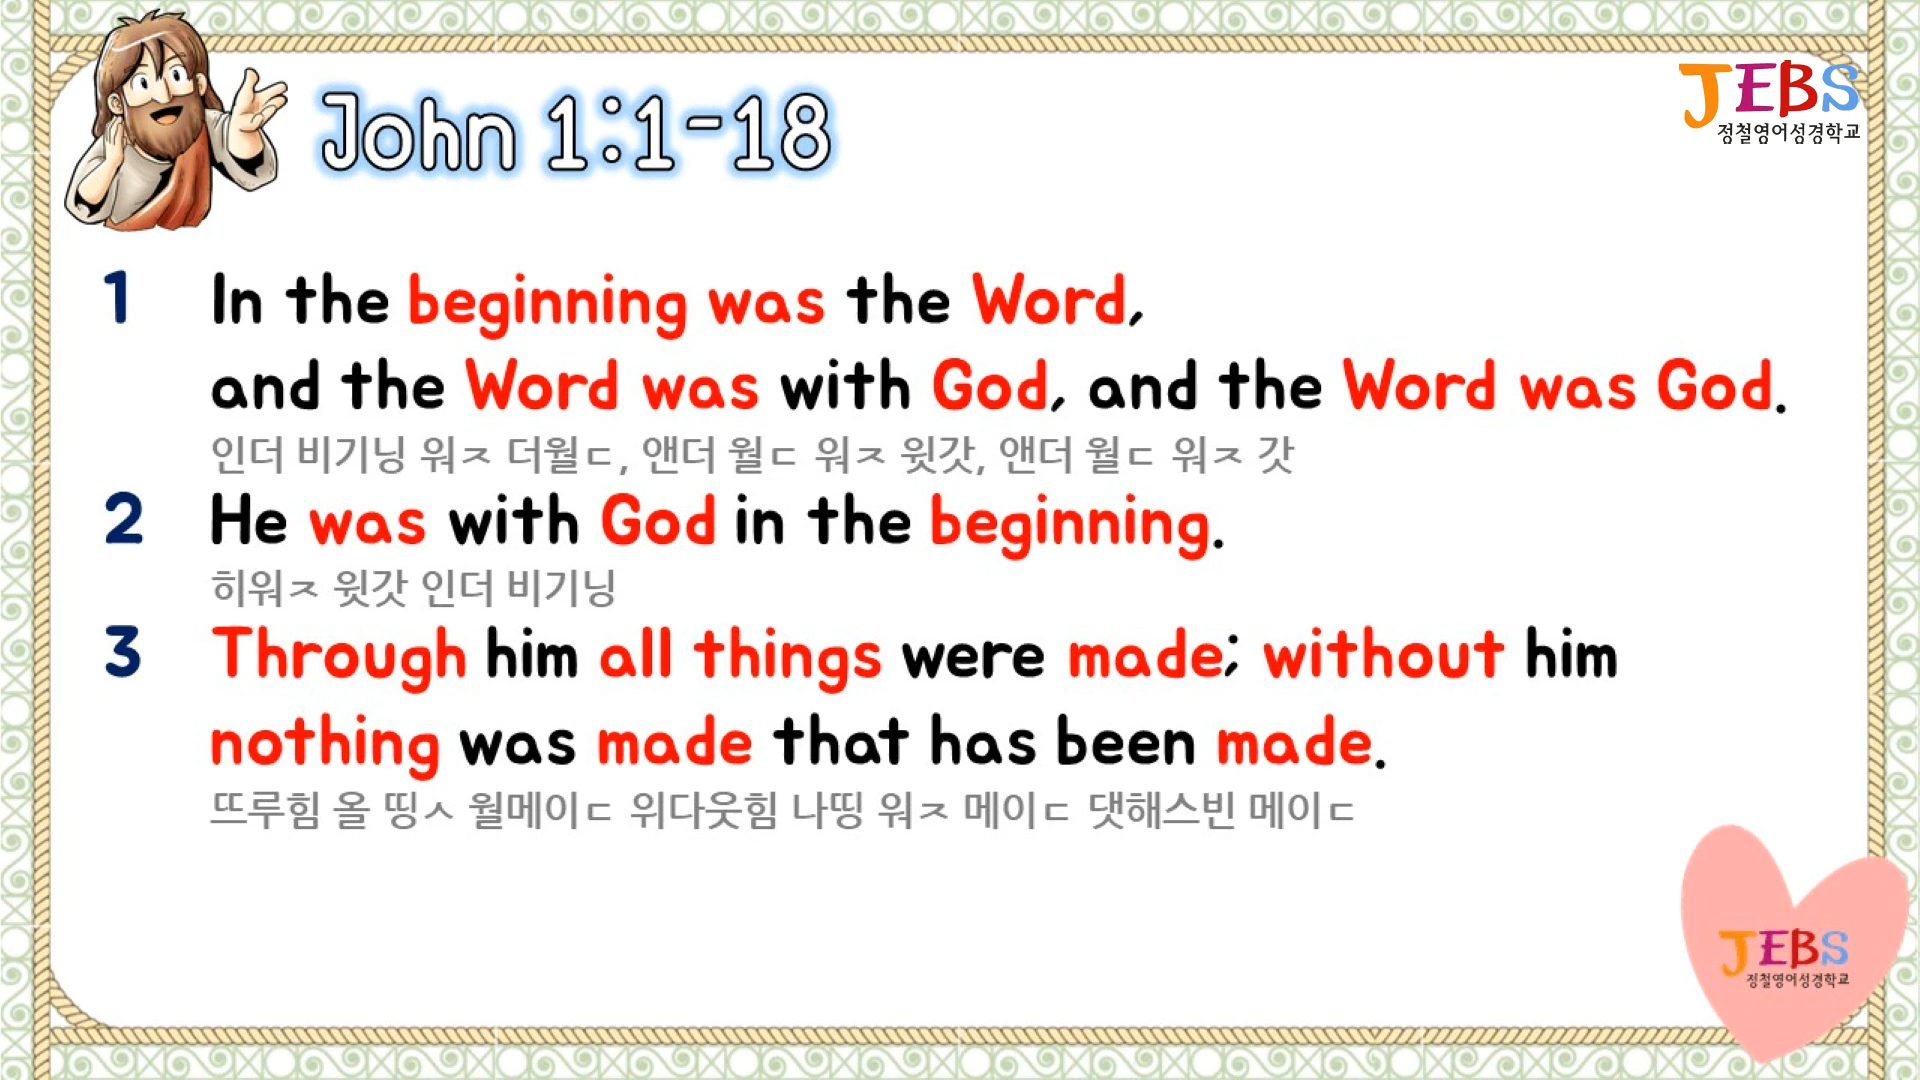 John 1:1-18
JEBS
정철영어성경학교
1 In the beginning was the Word,
and the Word was with God, and the Word was God.
인더 비기닝 워ㅈ 더월ㄷ, 앤더 월ㄷ 워ㅈ 윗갓, 앤더 월ㄷ 워ㅈ 갓
2 He was with God in the beginning.
히워ㅈ 윗갓 인더 비기닝
3 Through him all things were made; without him
nothing was made that has been made.
뜨루힘 올 띵ㅅ 월메이ㄷ 위다웃힘 나띵 워ㅈ 메이ㄷ 댓해스빈 메이ㄷ
JEBS
정철영어성경학교